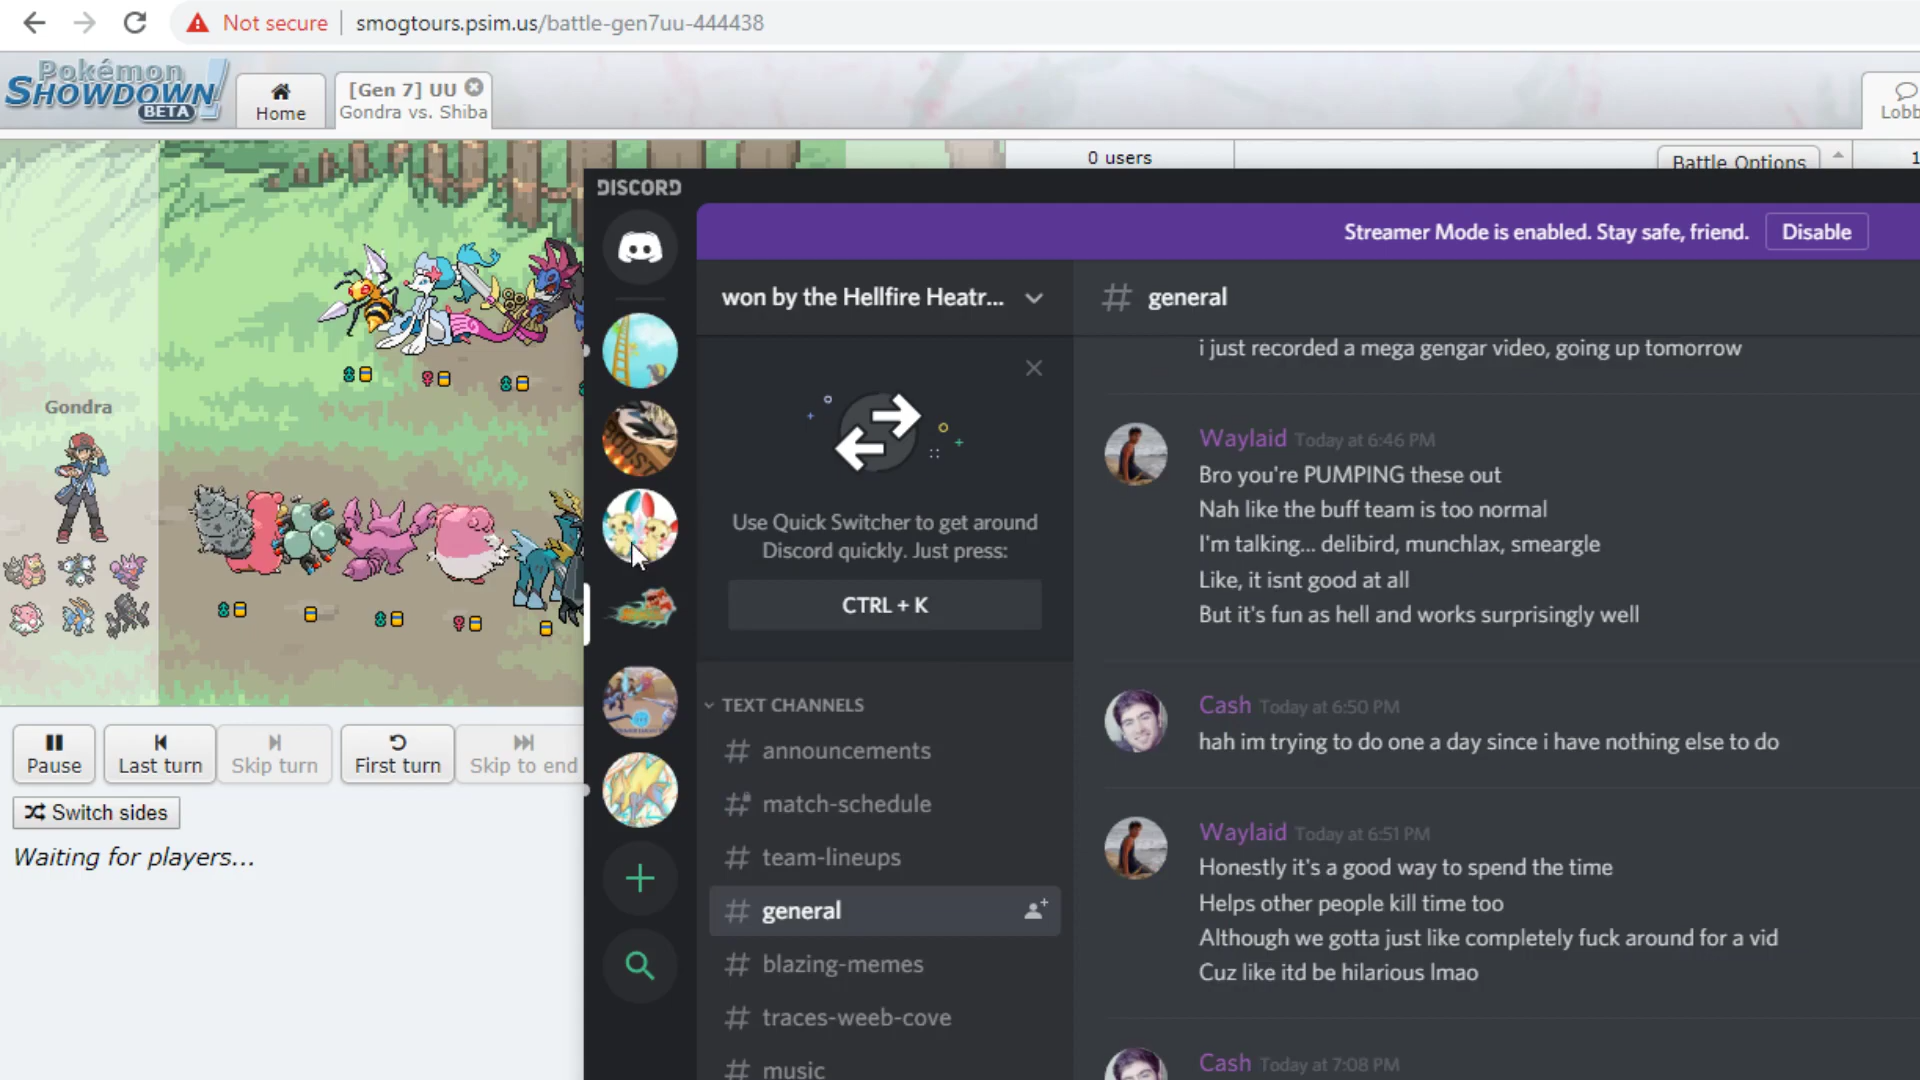 Not secure
smogtours.psim.us/battle-gen7uu-444438
Pokémon
SHOWDOWN!
BETA
Home
[Gen 7] UU
Gondra vs. Shiba
0 users
Battle Options
Gondra
Pause
Last turn
Skip turn
First turn
Skip to end
Switch sides
Waiting for players...
DISCORD
Streamer Mode is enabled. Stay safe, friend.
Disable
won by the Hellfire Heatr...
# general
Use Quick Switcher to get around
Discord quickly. Just press:
CTRL + K
TEXT CHANNELS
# announcements
# match-schedule
# team-lineups
# general
# blazing-memes
# traces-weeb-cove
# music
i just recorded a mega gengar video, going up tomorrow
Waylaid Today at 6:46 PM
Bro you're PUMPING these out
Nah like the buff team is too normal
I'm talking... delibird, munchlax, smeargle
Like, it isnt good at all
But it's fun as hell and works surprisingly well
Cash Today at 6:50 PM
hah im trying to do one a day since i have nothing else to do
Waylaid Today at 6:51 PM
Honestly it's a good way to spend the time
Helps other people kill time too
Although we gotta just like completely fuck around for a vid
Cuz like itd be hilarious lmao
Cash Today at 7:08 PM